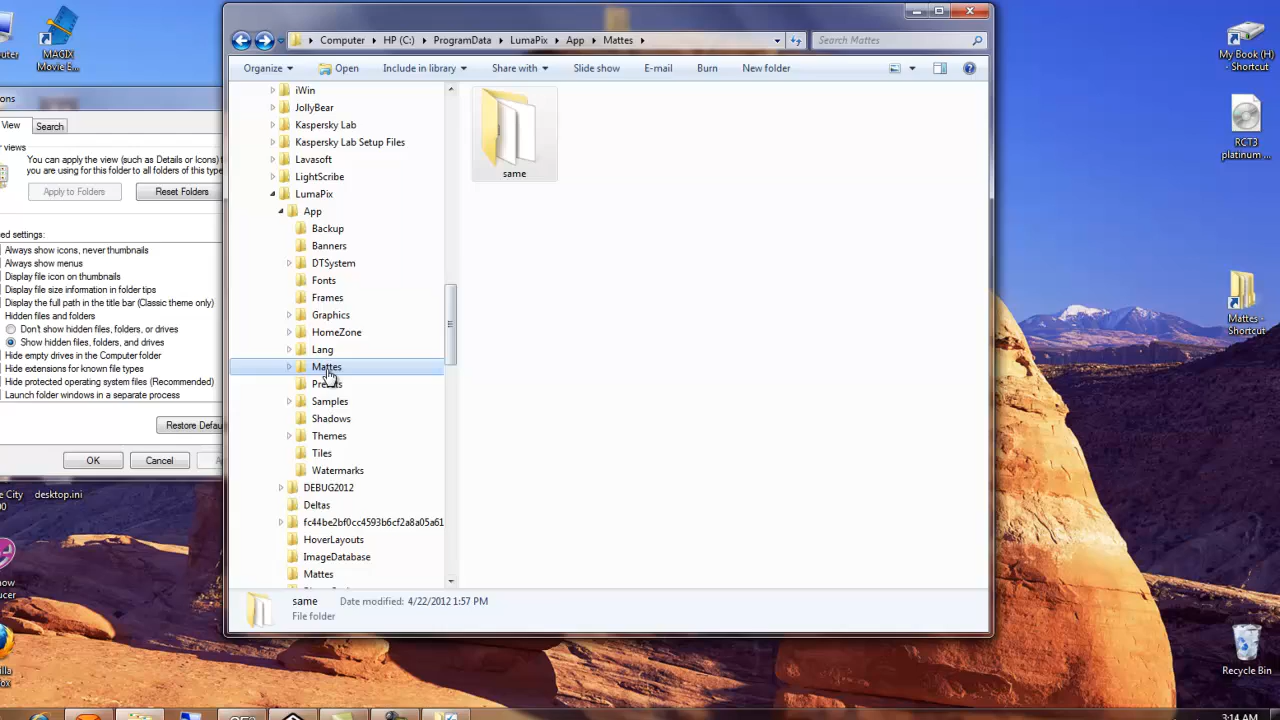 Computer HP (C:) ProgramData LumaPix App Mattes
Search Mattes
Organize Open Include in library Share with Slide show E-mail Burn New folder
iWin
JollyBear
Kaspersky Lab
Kaspersky Lab Setup Files
Lavasoft
LightScribe
LumaPix
App
Backup
Banners
DTSystem
Fonts
Frames
Graphics
HomeZone
Lang
Mattes
Presets
Samples
Shadows
Themes
Tiles
Watermarks
DEBUG2012
Deltas
fc44be2bf0cc4593b6cf2a8a05a61
HoverLayouts
ImageDatabase
Mattes
same
same Date modified: 4/22/2012 1:57 PM
File folder
MAGIX
Movie E...
View Search
You can apply the view (such as Details or Icons)
you are using for this folder to all folders of this type
Apply to Folders Reset Folders
Always show icons, never thumbnails
Always show menus
Display file icon on thumbnails
Display file size information in folder tips
Display the full path in the title bar (Classic theme only)
Hidden files and folders
Don't show hidden files, folders, or drives
Show hidden files, folders, and drives
Hide empty drives in the Computer folder
Hide extensions for known file types
Hide protected operating system files (Recommended)
Launch folder windows in a separate process
Restore Defau
OK Cancel
desktop.ini
My Book (H)
- Shortcut
RCT3
platinum -...
Mattes -
Shortcut
Recycle Bin
3:14 AM